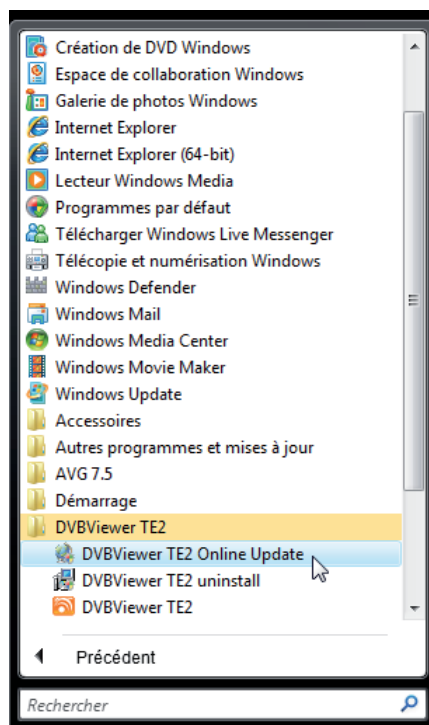 Création de DVD Windows
Espace de collaboration Windows
Galerie de photos Windows
Internet Explorer
Internet Explorer (64-bit)
Lecteur Windows Media
Programmes par défaut
Télécharger Windows Live Messenger
Télécopie et numérisation Windows
Windows Defender
Windows Mail
Windows Media Center
Windows Movie Maker
Windows Update
Accessoires
Autres programmes et mises à jour
AVG 7.5
Démarrage
DVBViewer TE2
DVBViewer TE2 Online Update
DVBViewer TE2 uninstall
DVBViewer TE2
Précédent
Rechercher